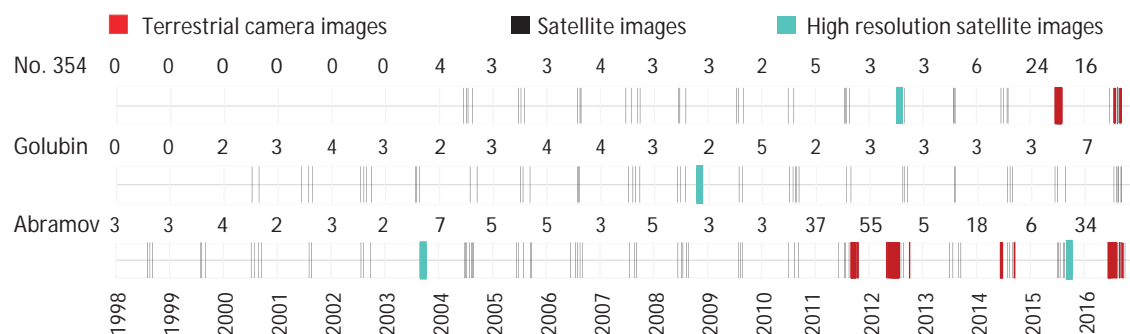 Terrestrial camera images Satellite images High resolution satellite images
No. 354 0 0 0 0 0 0 4 3 3 4 3 3 2 5 3 3 6 24 16
Golubin 0 0 2 3 4 3 2 3 4 4 3 2 5 2 3 3 3 3 7
Abramov 3 3 4 2 3 2 7 5 5 3 5 3 3 37 55 5 18 6 34
1998 1999 2000 2001 2002 2003 2004 2005 2006 2007 2008 2009 2010 2011 2012 2013 2014 2015 2016